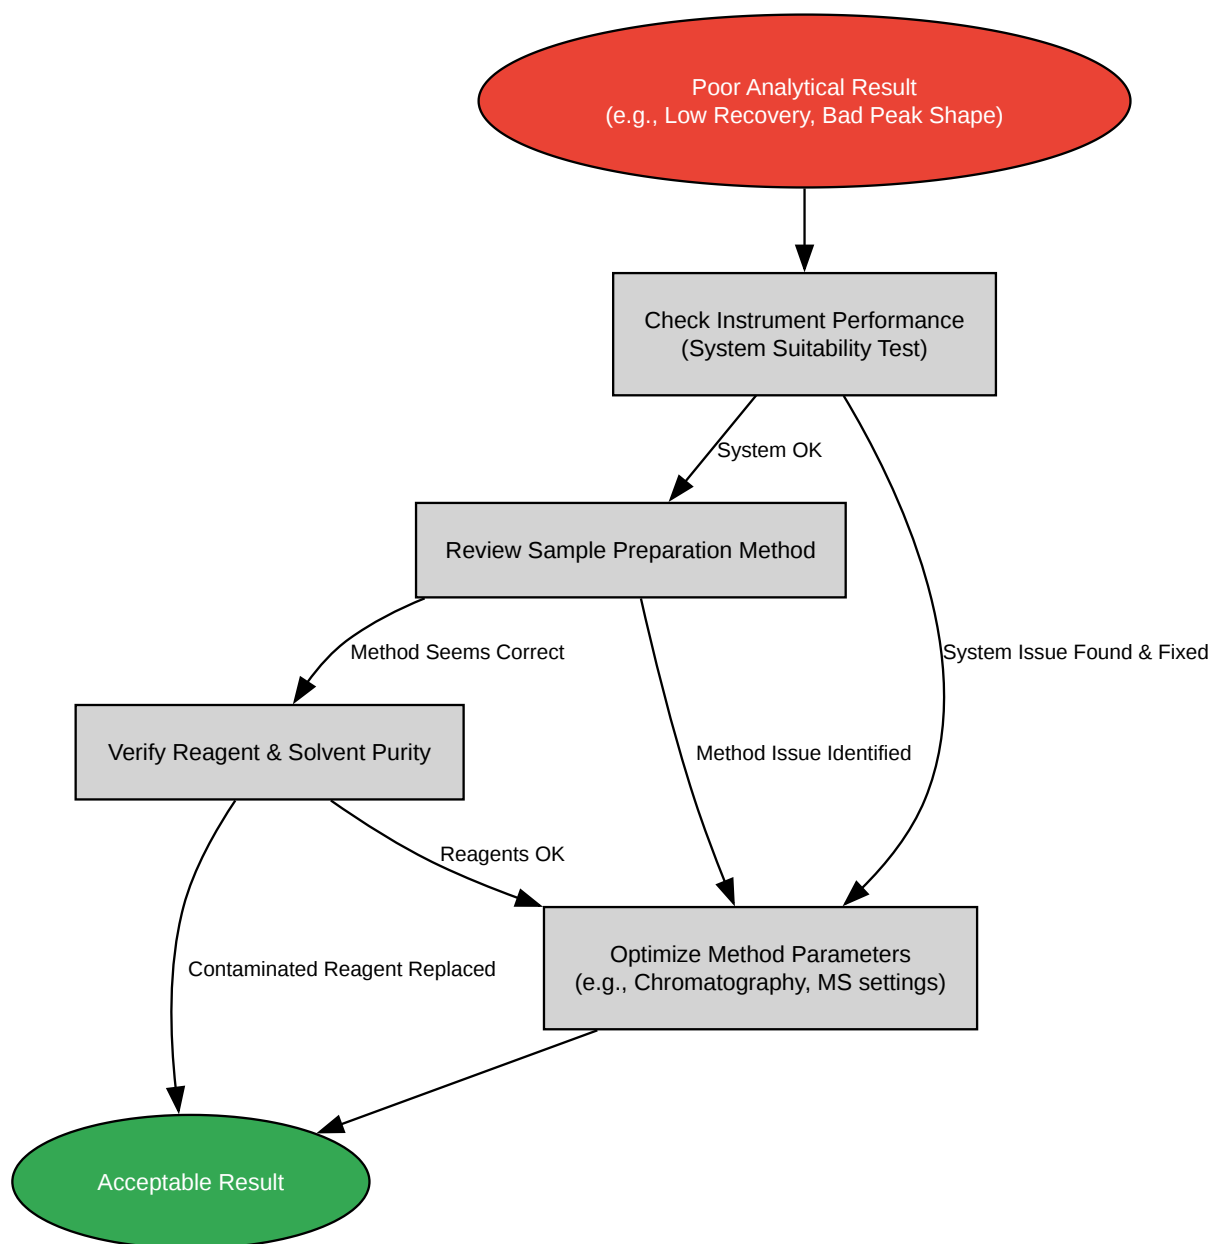 Poor Analytical Result
(e.g., Low Recovery, Bad Peak Shape)
Check Instrument Performance
(System Suitability Test)
System OK
Review Sample Preparation Method
Method Seems Correct
System Issue Found & Fixed
Verify Reagent & Solvent Purity
Method Issue Identified
Reagents OK
Optimize Method Parameters
(e.g., Chromatography, MS settings)
Contaminated Reagent Replaced
Acceptable Result